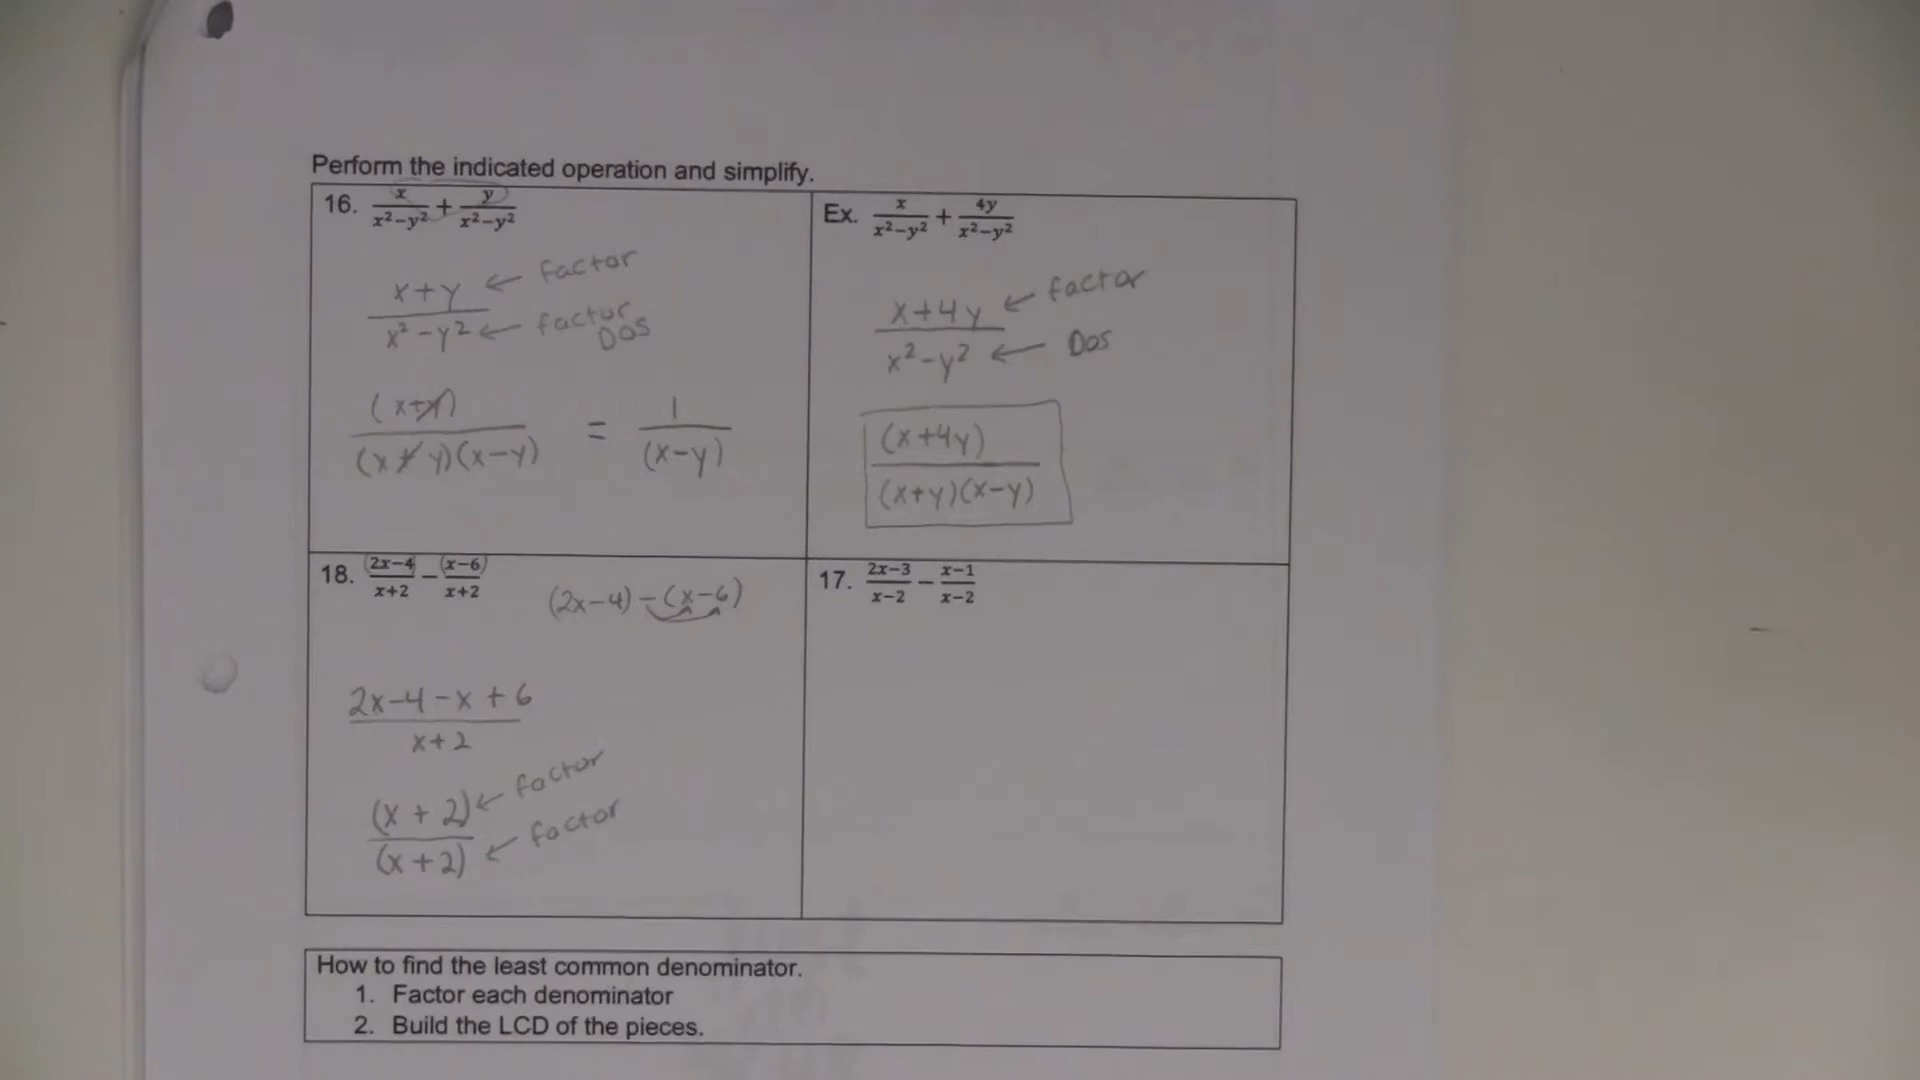 Perform the indicated operation and simplify.
16. x/(x²−y²) + y/(x²−y²)
x+y ← factor
x² − y² ← factor
DOS
(x+y)
(x+y)(x−y)
= 1/(x−y)
Ex. x/(x²−y²) + 4y/(x²−y²)
x+4y ← factor
x²−y² ← DOS
(x+4y)
(x+y)(x−y)
18. (2x−4)/(x+2) − (x−6)/(x+2)
(2x−4) − (x−6)
2x−4−x+6
x+2
(x+2) ← factor
(x+2) ← factor
17. (2x−3)/(x−2) − (x−1)/(x−2)
How to find the least common denominator.
1. Factor each denominator
2. Build the LCD of the pieces.